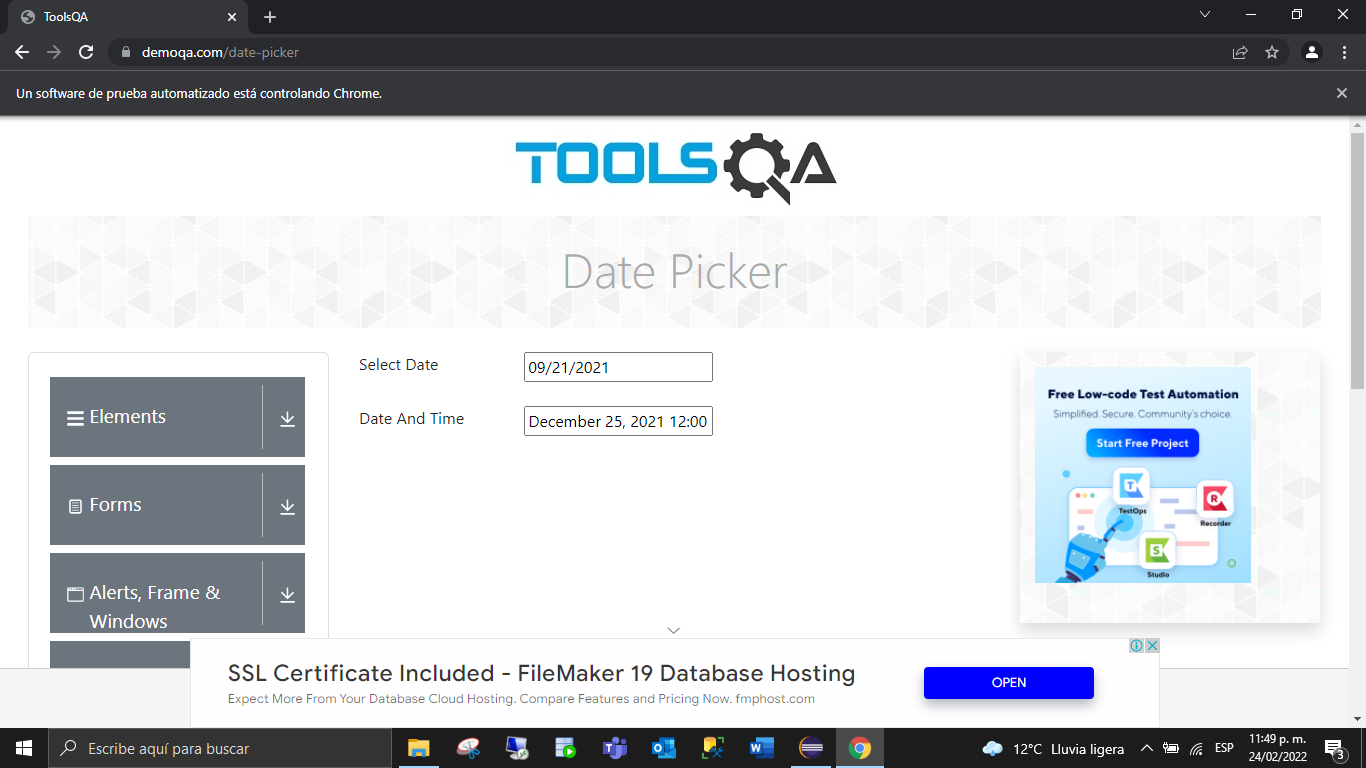 ToolsQA
demoqa.com/date-picker
Un software de prueba automatizado está controlando Chrome.
TOOLSQA
Date Picker
Elements
Forms
Alerts, Frame &
Windows
Select Date
09/21/2021
Date And Time
December 25, 2021 12:00
Free Low-code Test Automation
Simplified. Secure. Community's choice.
Start Free Project
TestOps
Recorder
Studio
SSL Certificate Included - FileMaker 19 Database Hosting
Expect More From Your Database Cloud Hosting. Compare Features and Pricing Now. fmphost.com
OPEN
Escribe aquí para buscar
12°C Lluvia ligera
ESP
11:49 p. m.
24/02/2022
3